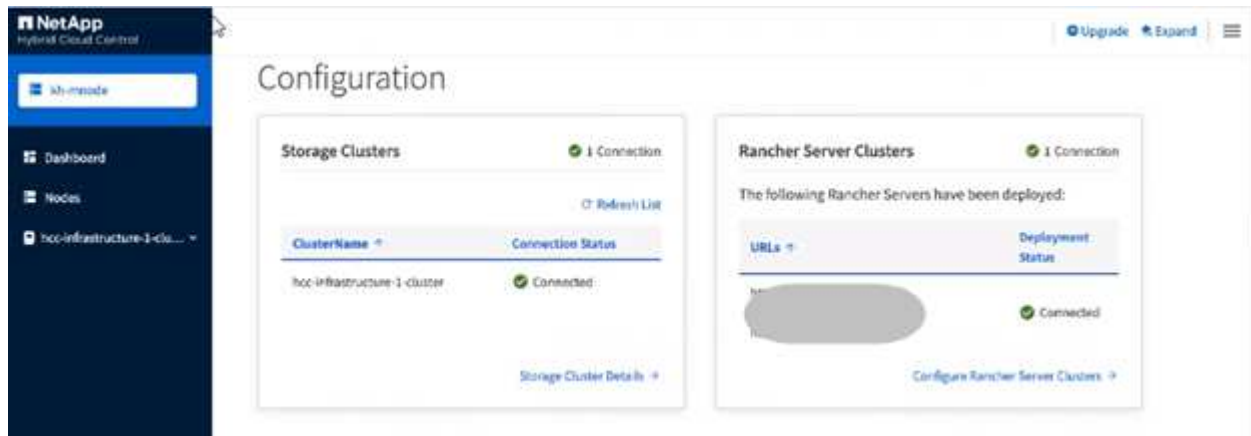 NetApp
Hybrid Cloud Control
Upgrade Expand
kh-mnode
Dashboard
Nodes
hcc-infrastructure-1-clu...
Configuration
Storage Clusters
1 Connection
Refresh List
ClusterName Connection Status
hcc-infrastructure-1-cluster Connected
Storage Cluster Details
Rancher Server Clusters
1 Connection
The following Rancher Servers have been deployed:
URLs Deployment
Status
Connected
Configure Rancher Server Clusters